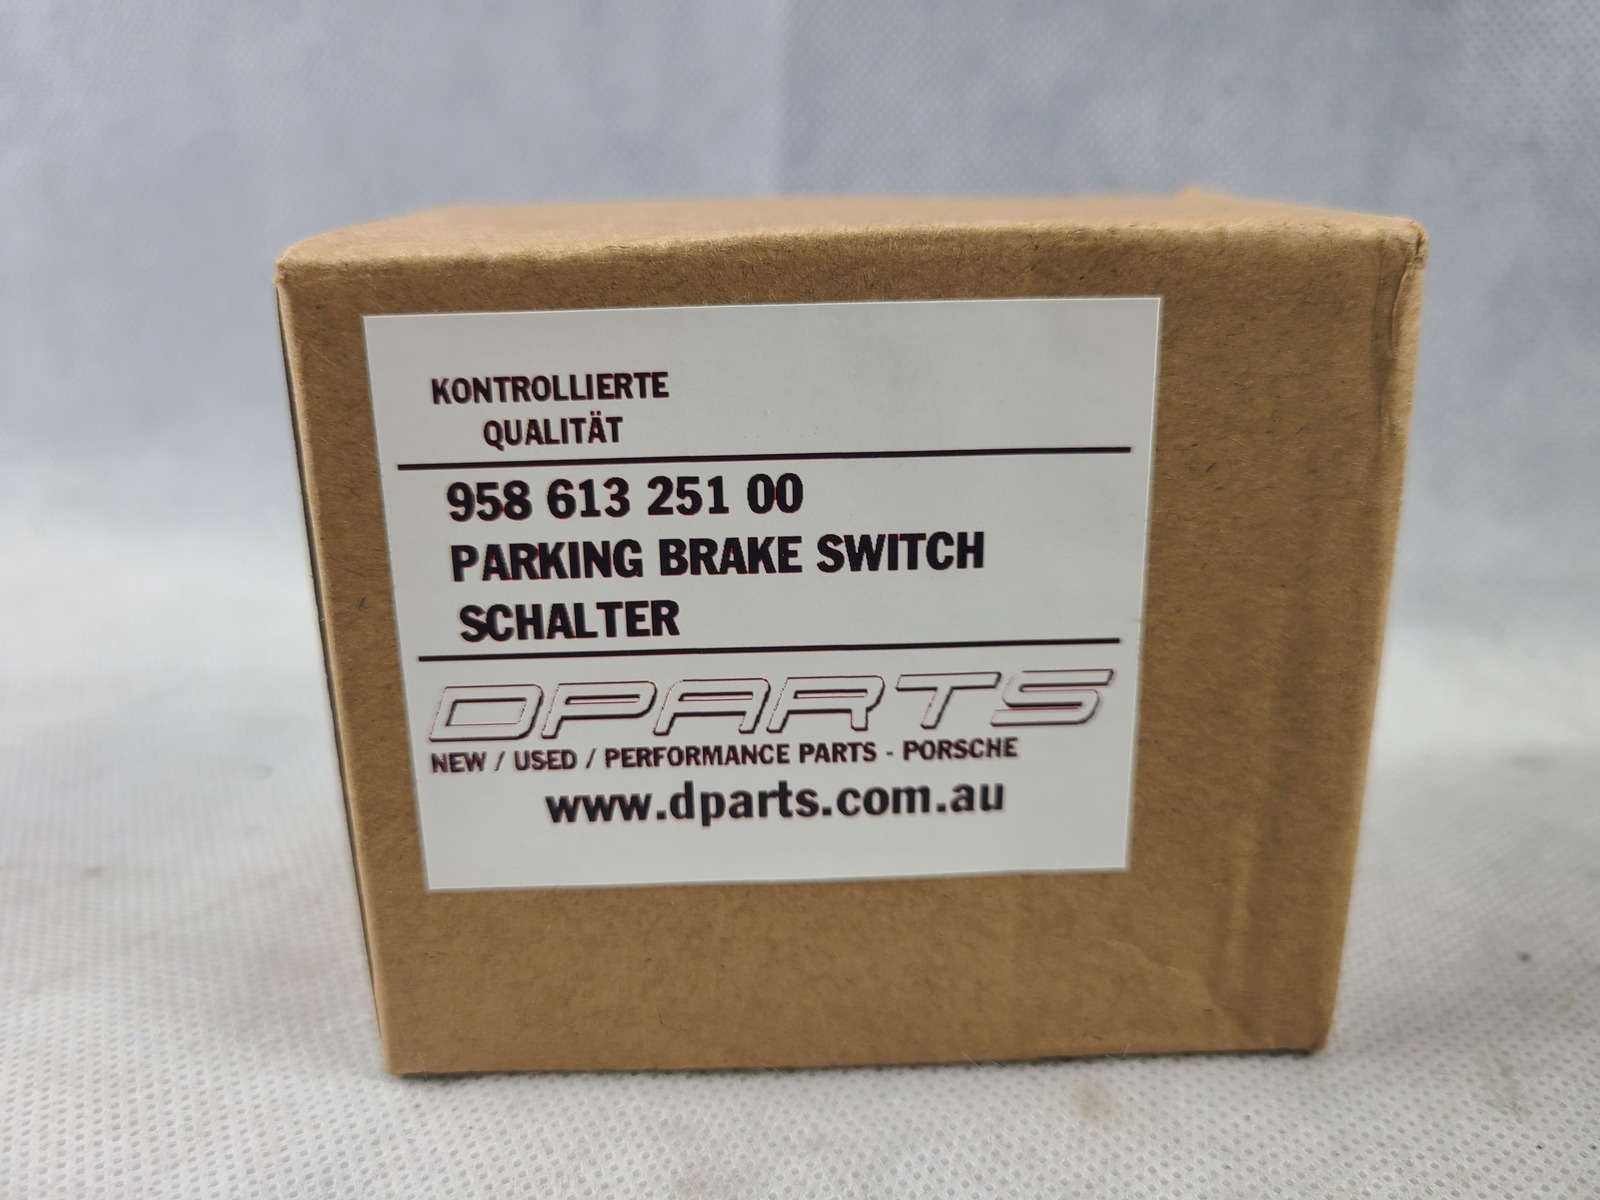 KONTROLLIERTE
QUALITÄT
958 613 251 00
PARKING BRAKE SWITCH
SCHALTER
DPARTS
NEW / USED / PERFORMANCE PARTS - PORSCHE
www.dparts.com.au